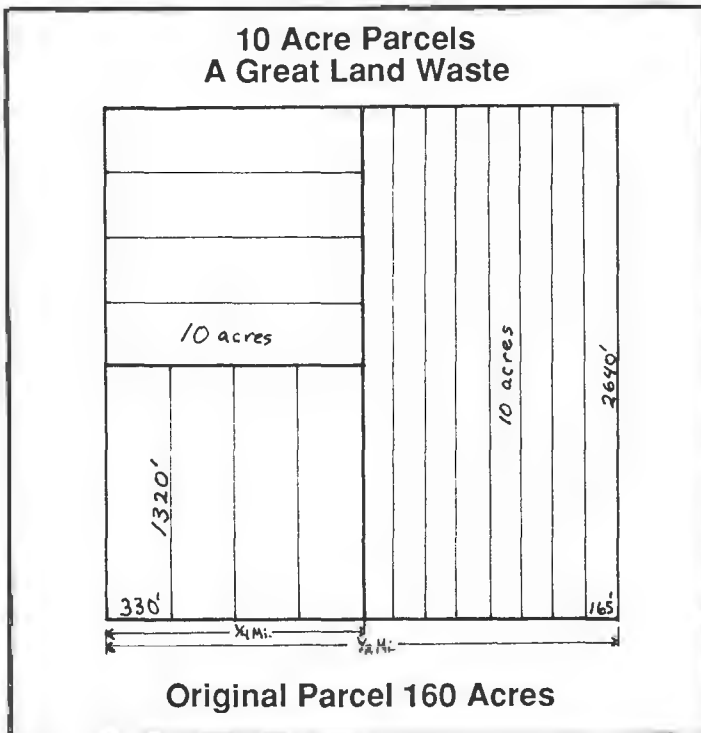 10 Acre Parcels
A Great Land Waste
10 acres
10 acres
2640'
1320'
330'
165'
1/4 Mi.
1/2 Mi.
Original Parcel 160 Acres